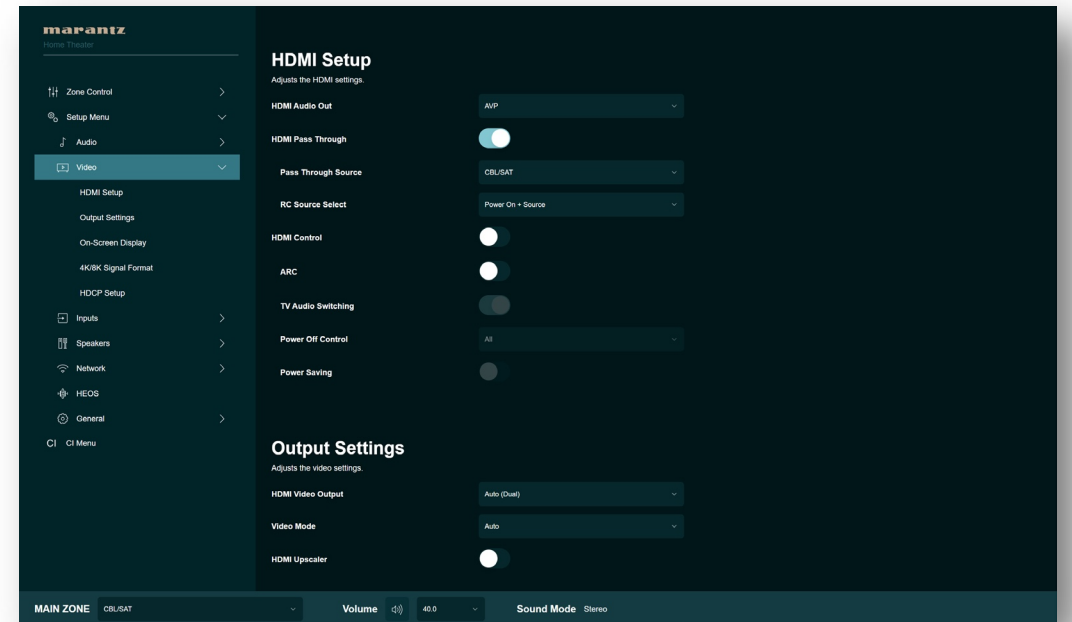 marantz
Home Theater
Zone Control
Setup Menu
Audio
Video
HDMI Setup
Output Settings
On-Screen Display
4K/8K Signal Format
HDCP Setup
Inputs
Speakers
Network
HEOS
General
CI CI Menu
HDMI Setup
Adjusts the HDMI settings.
HDMI Audio Out AVP
HDMI Pass Through
Pass Through Source CBL/SAT
RC Source Select Power On + Source
HDMI Control
ARC
TV Audio Switching
Power Off Control All
Power Saving
Output Settings
Adjusts the video settings.
HDMI Video Output Auto (Dual)
Video Mode Auto
HDMI Upscaler
MAIN ZONE CBL/SAT Volume 40.0 Sound Mode Stereo